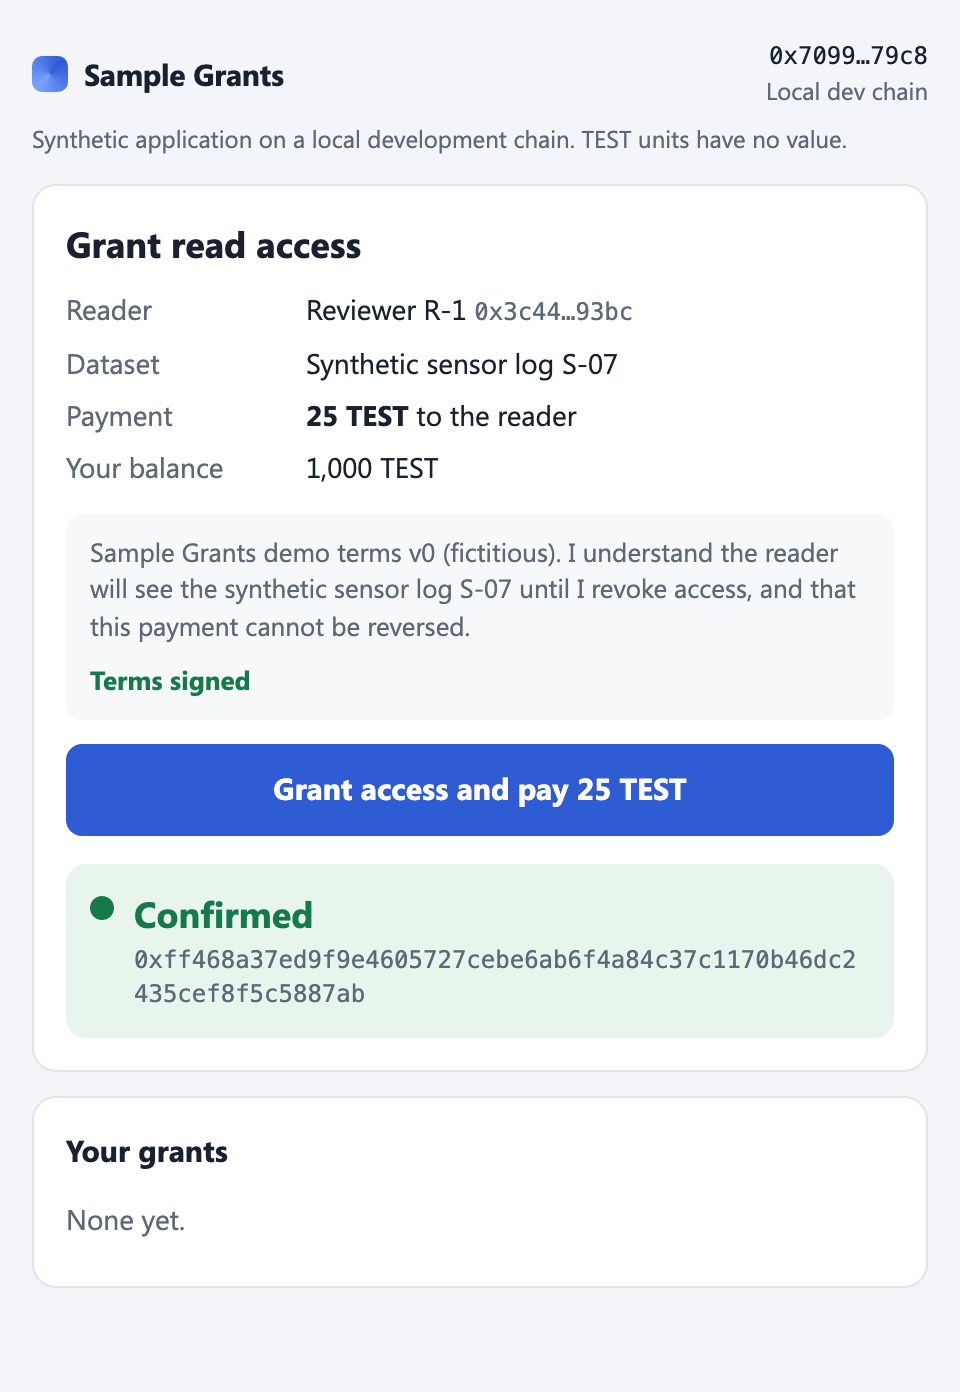 Sample Grants
0x7099…79c8
Local dev chain
Synthetic application on a local development chain. TEST units have no value.
Grant read access
Reader Reviewer R-1 0x3c44…93bc
Dataset Synthetic sensor log S-07
Payment 25 TEST to the reader
Your balance 1,000 TEST
Sample Grants demo terms v0 (fictitious). I understand the reader
will see the synthetic sensor log S-07 until I revoke access, and that
this payment cannot be reversed.
Terms signed
Grant access and pay 25 TEST
Confirmed
0xff468a37ed9f9e4605727cebe6ab6f4a84c37c1170b46dc2
435cef8f5c5887ab
Your grants
None yet.